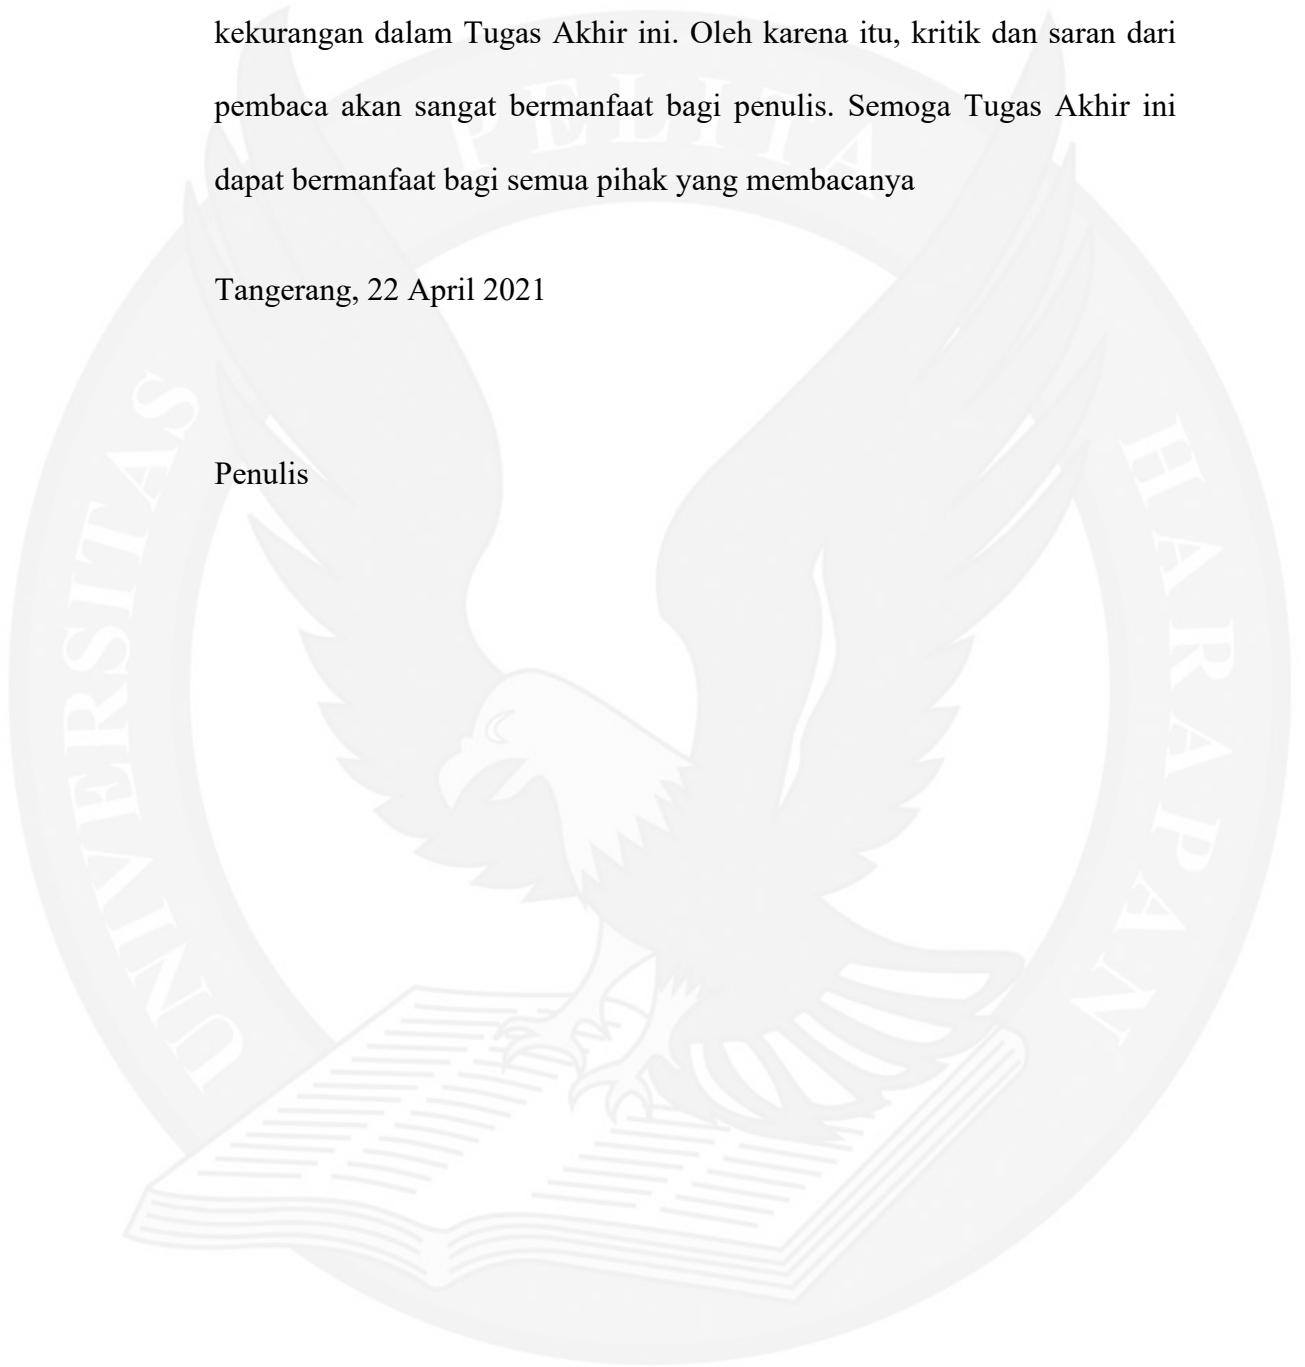 kekurangan dalam Tugas Akhir ini. Oleh karena itu, kritik dan saran dari
pembaca akan sangat bermanfaat bagi penulis. Semoga Tugas Akhir ini
dapat bermanfaat bagi semua pihak yang membacanya
Tangerang, 22 April 2021
Penulis
UNIVERSITAS PELITA HARAPAN